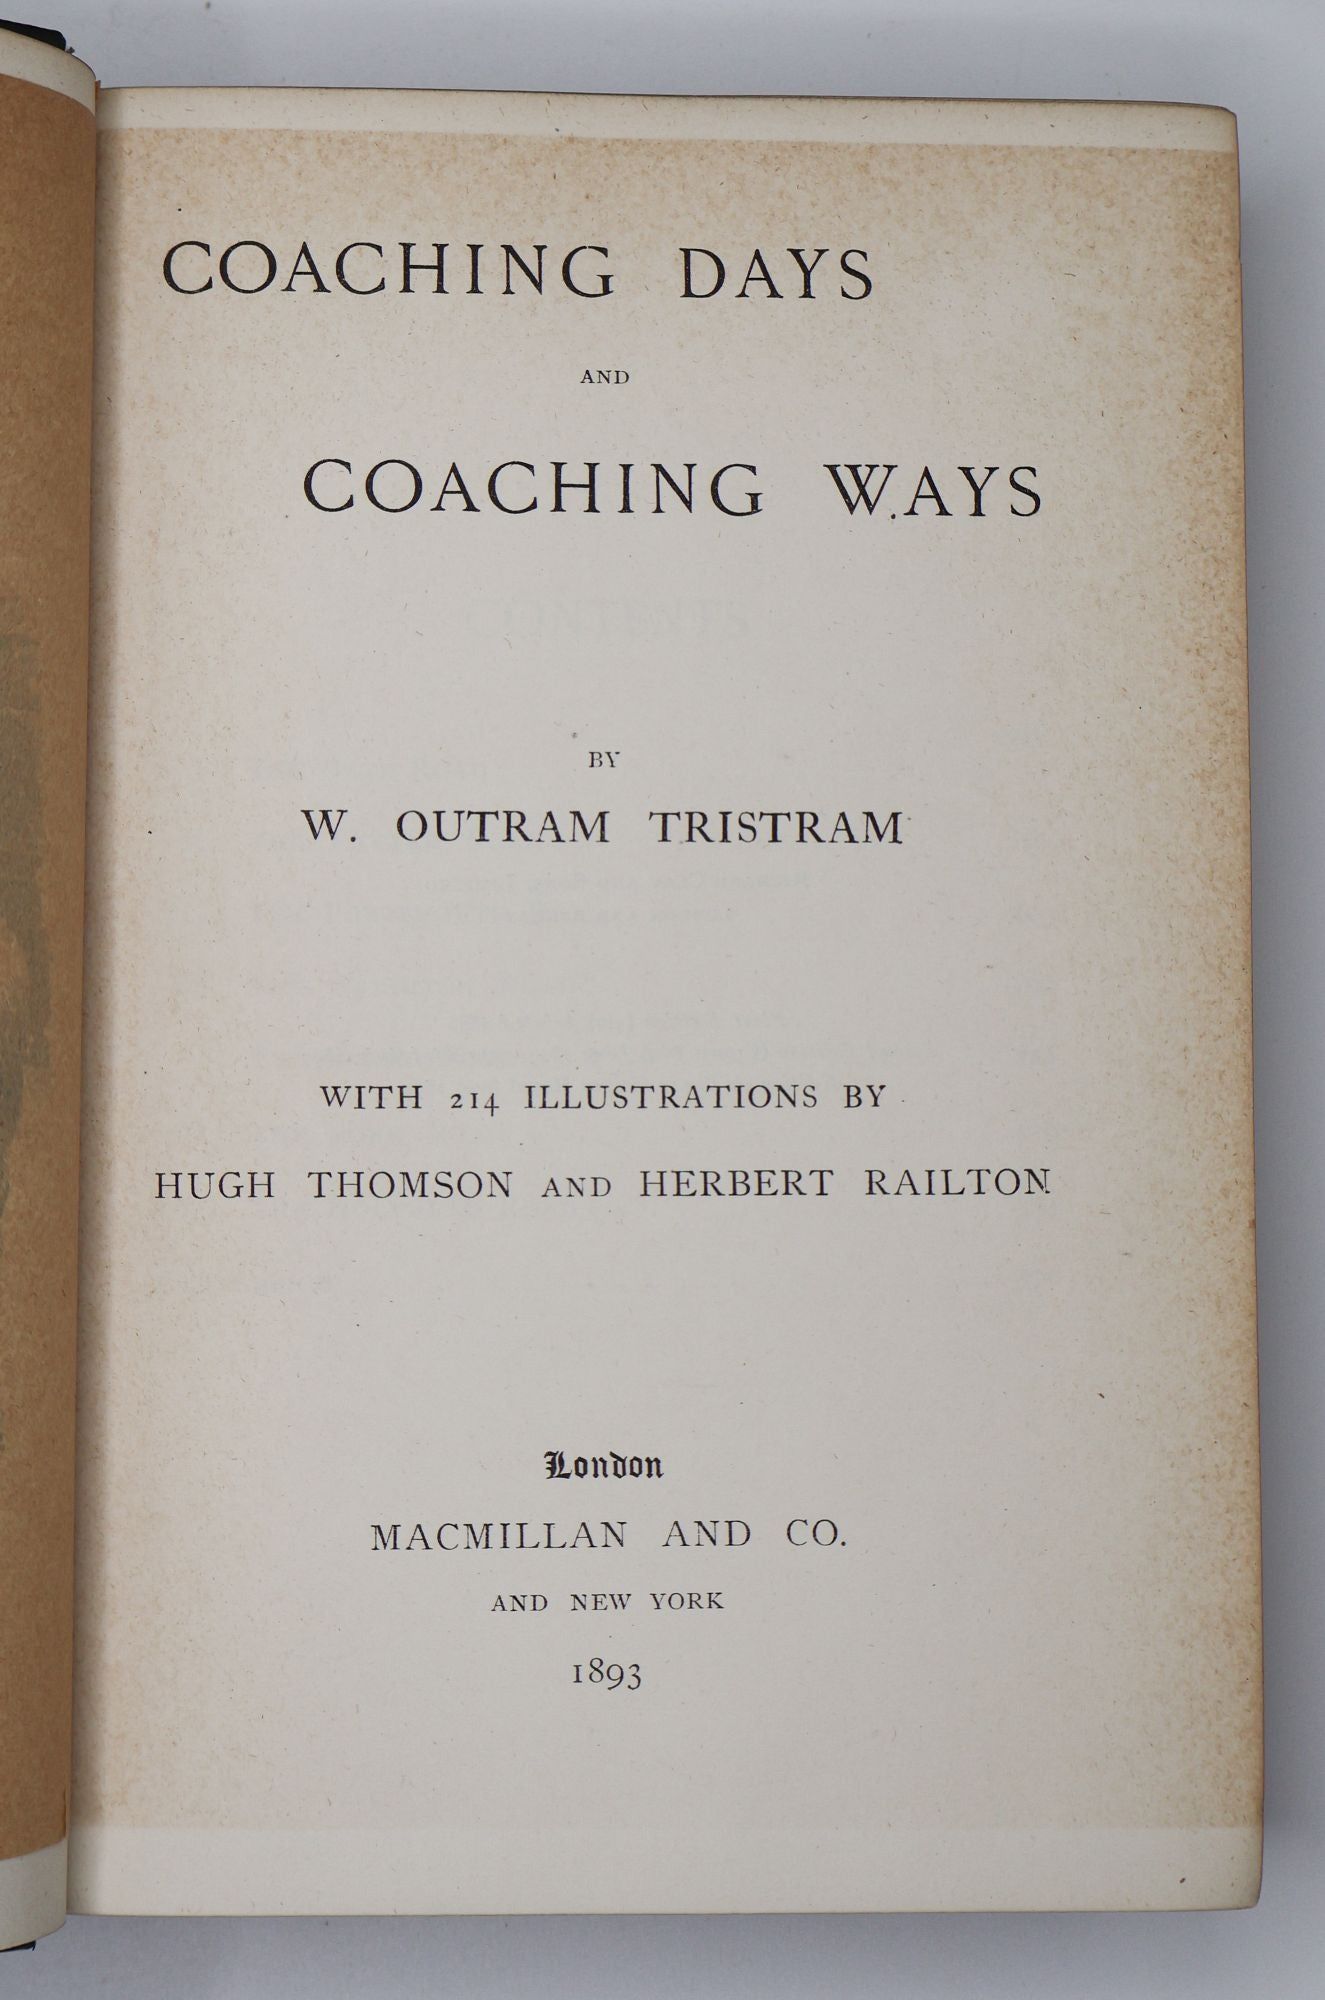 COACHING DAYS
AND
COACHING WAYS
BY
W. OUTRAM TRISTRAM
WITH 214 ILLUSTRATIONS BY
HUGH THOMSON AND HERBERT RAILTON
London
MACMILLAN AND CO.
AND NEW YORK
1893